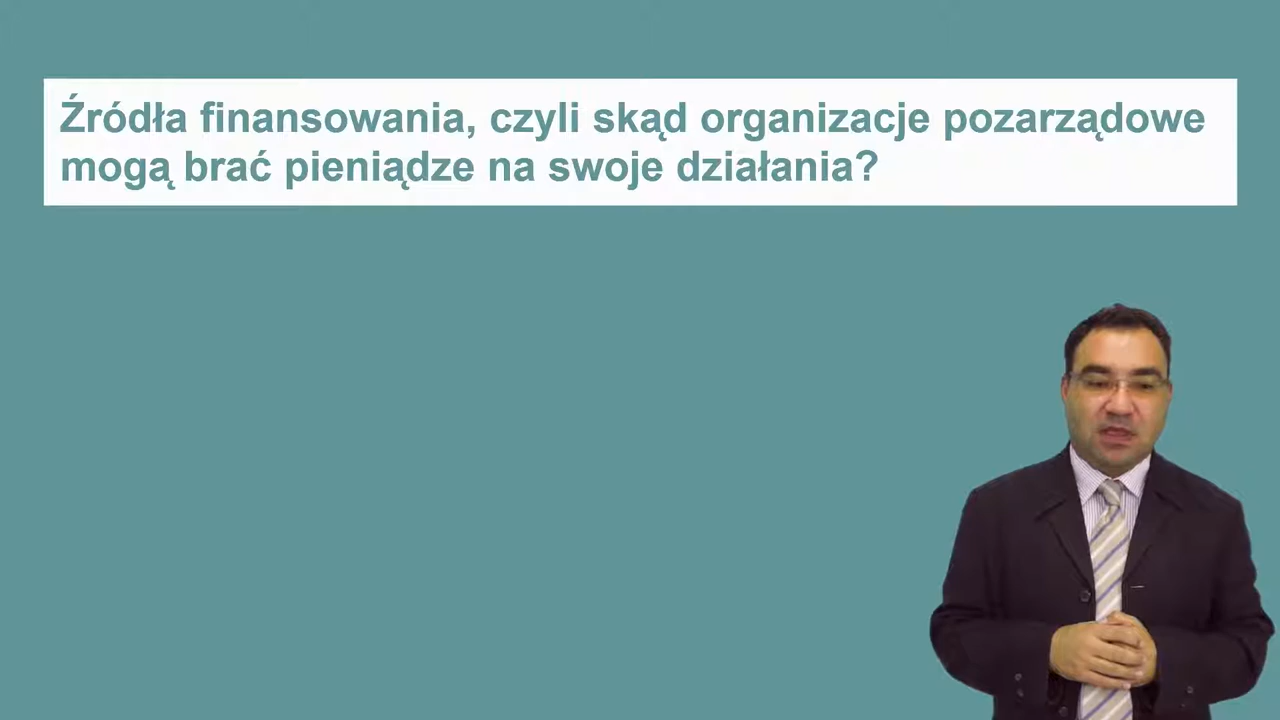 Źródła finansowania, czyli skąd organizacje pozarządowe
mogą brać pieniądze na swoje działania?